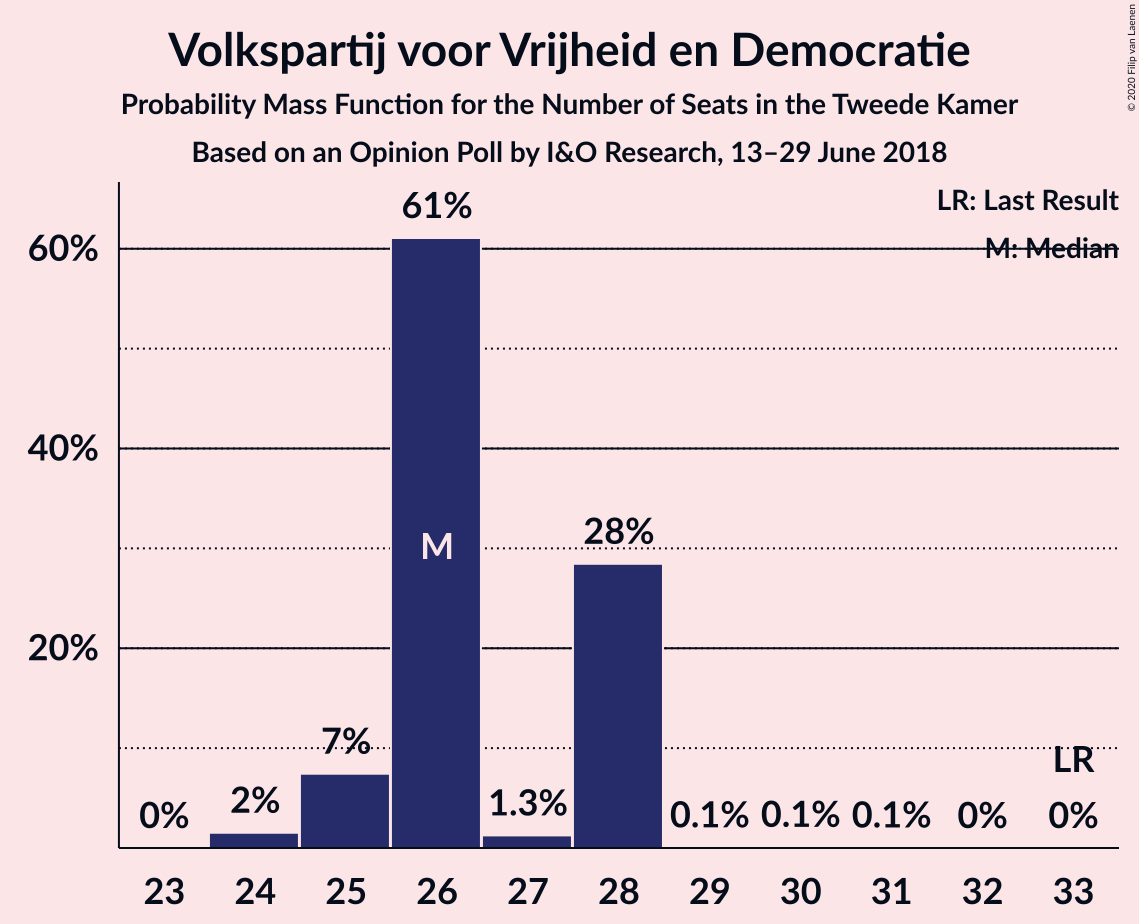 Volkspartij voor Vrijheid en Democratie
Probability Mass Function for the Number of Seats in the Tweede Kamer
Based on an Opinion Poll by I&O Research, 13–29 June 2018
© 2020 Filip van Laenen
LR: Last Result
M: Median
60%
40%
20%
0%
2%
7%
61%
M
1.3%
28%
0.1%
0.1%
0.1%
0%
LR
0%
23 24 25 26 27 28 29 30 31 32 33